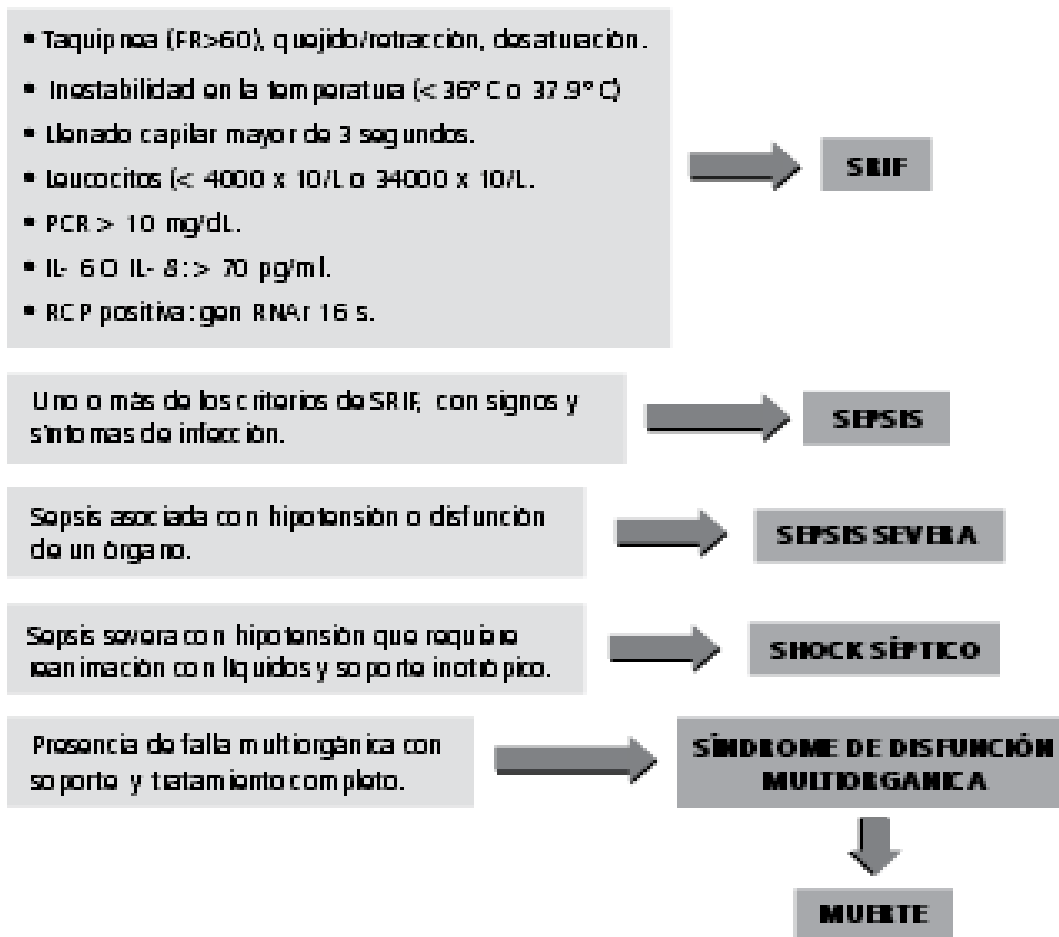 • Taquipnea (FR>60), quejido/retracción, desaturación.
• Inestabilidad en la temperatura (< 36° C o 37.9° C)
• Llenado capilar mayor de 3 segundos.
• Leucocitos (< 4000 x 10/L o 34000 x 10/L.
• PCR > 10 mg/dL.
• IL- 6 O IL- 8: > 70 pg/ml.
• RCP positiva: gen RNAr 16 s.
SRIF
Uno o más de los criterios de SRIF, con signos y
síntomas de infección.
SEPSIS
Sepsis asociada con hipotensión o disfunción
de un órgano.
SEPSIS SEVERA
Sepsis severa con hipotensión que requiere
reanimación con líquidos y soporte inotrópico.
SHOCK SÉPTICO
Presencia de falla multiorgánica con
soporte y tratamiento completo.
SÍNDROME DE DISFUNCIÓN
MULTIORGANICA
MUERTE